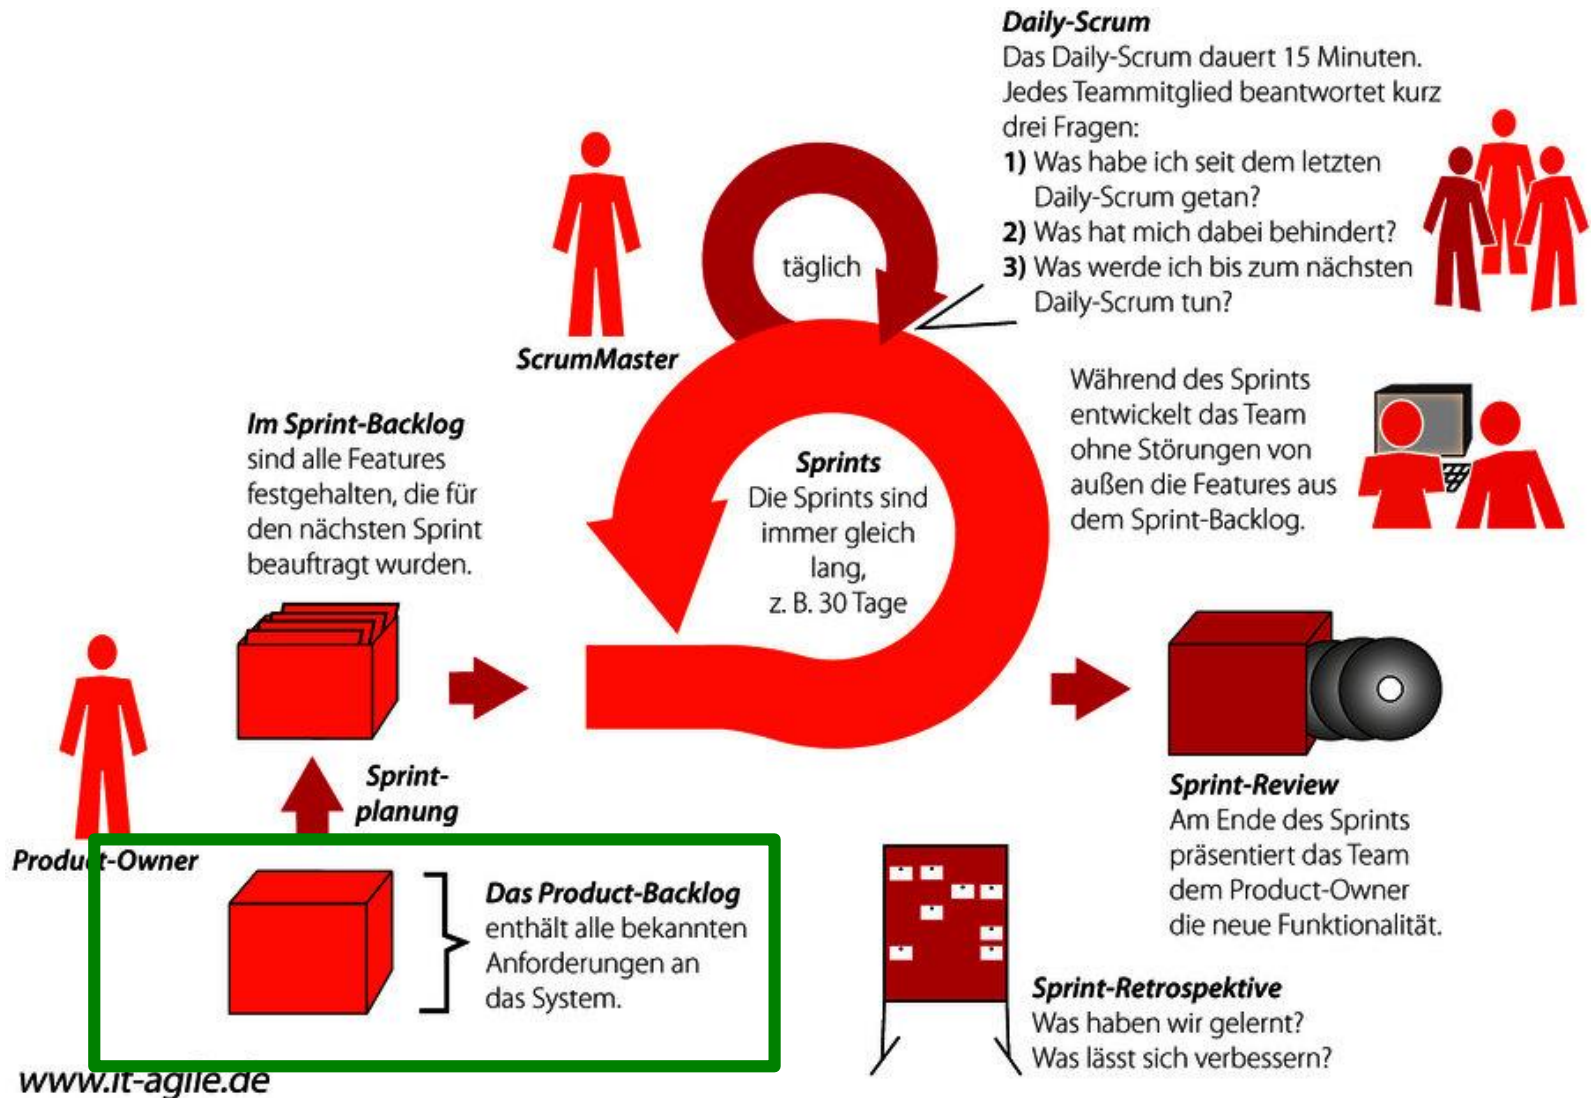 Daily-Scrum
Das Daily-Scrum dauert 15 Minuten.
Jedes Teammitglied beantwortet kurz
drei Fragen:
1) Was habe ich seit dem letzten
Daily-Scrum getan?
2) Was hat mich dabei behindert?
3) Was werde ich bis zum nächsten
Daily-Scrum tun?
täglich
ScrumMaster
Während des Sprints
entwickelt das Team
ohne Störungen von
außen die Features aus
dem Sprint-Backlog.
Im Sprint-Backlog
sind alle Features
festgehalten, die für
den nächsten Sprint
beauftragt wurden.
Sprints
Die Sprints sind
immer gleich
lang,
z. B. 30 Tage
Sprint-
planung
Product-Owner
Das Product-Backlog
enthält alle bekannten
Anforderungen an
das System.
Sprint-Review
Am Ende des Sprints
präsentiert das Team
dem Product-Owner
die neue Funktionalität.
Sprint-Retrospektive
Was haben wir gelernt?
Was lässt sich verbessern?
www.it-agile.de